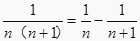 1/n (n+1) = 1/n - 1/n+1